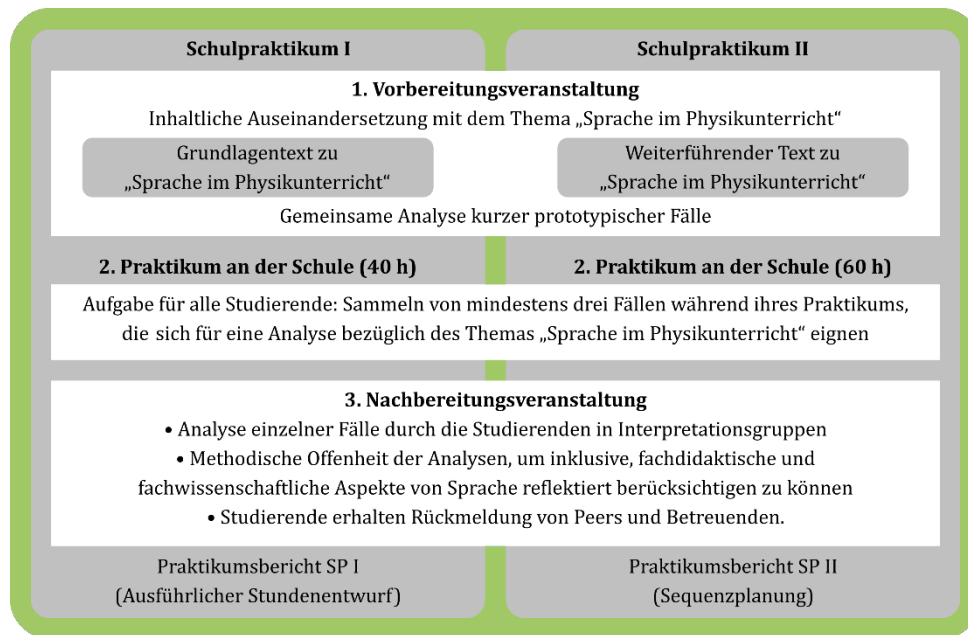 Schulpraktikum I
Schulpraktikum II
1. Vorbereitungsveranstaltung
Inhaltliche Auseinandersetzung mit dem Thema „Sprache im Physikunterricht“
Grundlagentext zu
„Sprache im Physikunterricht“
Weiterführender Text zu
„Sprache im Physikunterricht“
Gemeinsame Analyse kurzer prototypischer Fälle
2. Praktikum an der Schule (40 h)
2. Praktikum an der Schule (60 h)
Aufgabe für alle Studierende: Sammeln von mindestens drei Fällen während ihres Praktikums,
die sich für eine Analyse bezüglich des Themas „Sprache im Physikunterricht“ eignen
3. Nachbereitungsveranstaltung
• Analyse einzelner Fälle durch die Studierenden in Interpretationsgruppen
• Methodische Offenheit der Analysen, um inklusive, fachdidaktische und
fachwissenschaftliche Aspekte von Sprache reflektiert berücksichtigen zu können
• Studierende erhalten Rückmeldung von Peers und Betreuenden.
Praktikumsbericht SP I
(Ausführlicher Stundenentwurf)
Praktikumsbericht SP II
(Sequenzplanung)